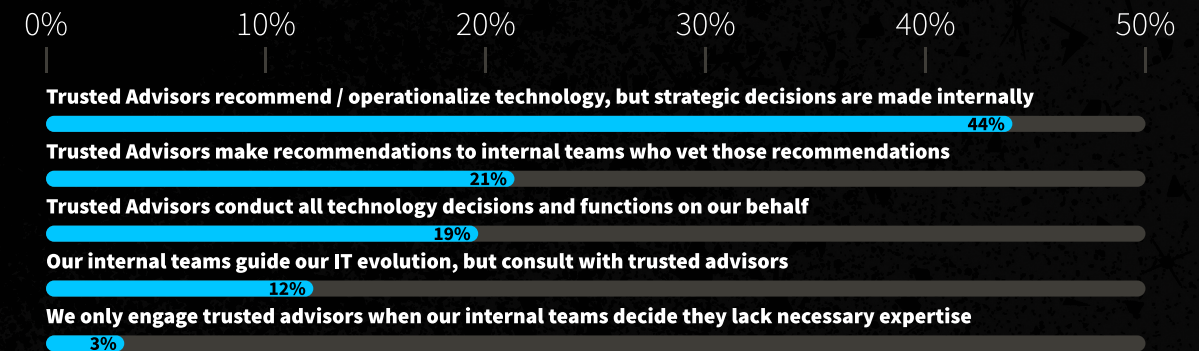 0% 10% 20% 30% 40% 50%
Trusted Advisors recommend / operationalize technology, but strategic decisions are made internally
44%
Trusted Advisors make recommendations to internal teams who vet those recommendations
21%
Trusted Advisors conduct all technology decisions and functions on our behalf
19%
Our internal teams guide our IT evolution, but consult with trusted advisors
12%
We only engage trusted advisors when our internal teams decide they lack necessary expertise
3%